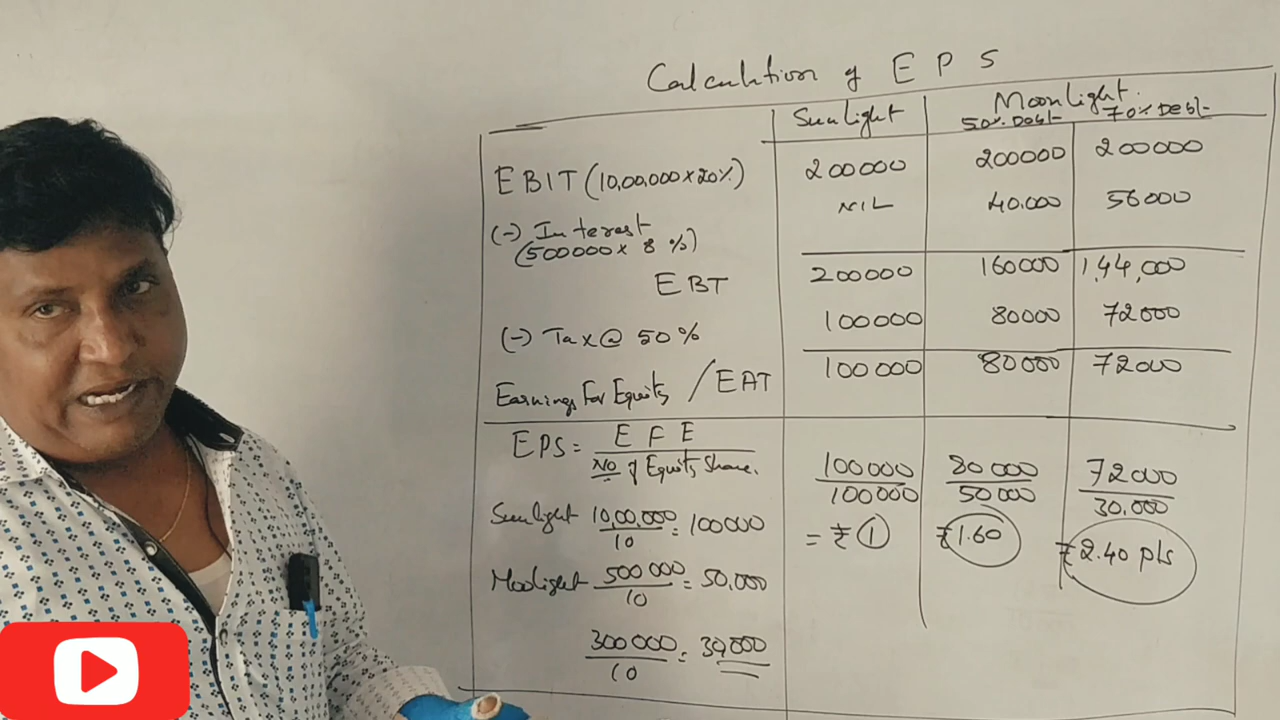 Calculation of E P S
Sunlight Moonlight
50% Debt 70% Debt
EBIT (10,00,000 x 20%) 200000 200000 200000
(-) Interest NIL 40.000 56000
(500000 x 8 %)
EBT 200000 160000 1,44,000
(-) Tax @ 50% 100000 80000 72000
Earnings For Equity / EAT 100000 80000 72000
EPS = E F E
No of Equity Share.
100000 80000 72000
100000 50000 30.000
= ₹ 1 ₹1.60 ₹2.40 pls
Sunlight 10,00,000 = 100000
10
Moolight 500000 = 50,000
10
300000 = 30,000
10